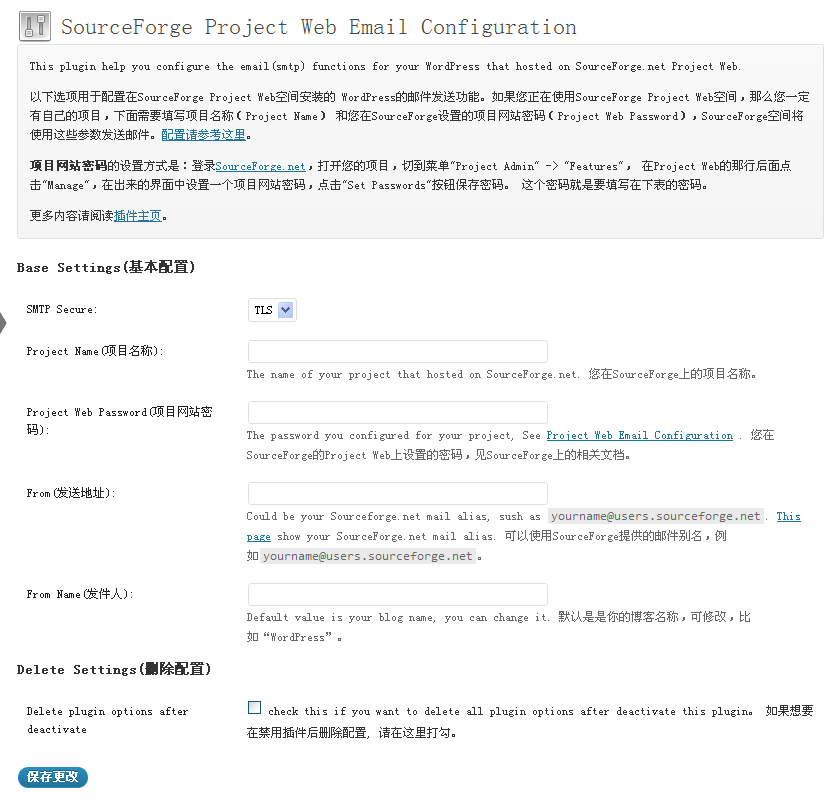 SourceForge Project Web Email Configuration
This plugin help you configure the email(smtp) functions for your WordPress that hosted on SourceForge.net Project Web.
以下选项用于配置在SourceForge Project Web空间安装的 WordPress的邮件发送功能。如果您正在使用SourceForge Project Web空间，那么您一定
有自己的项目，下面需要填写项目名称（Project Name） 和您在SourceForge设置的项目网站密码（Project Web Password），SourceForge空间将
使用这些参数发送邮件。配置请参考这里。
项目网站密码的设置方式是：登录SourceForge.net，打开您的项目，切到菜单“Project Admin” -> “Features”， 在Project Web的那行后面点
击“Manage”，在出来的界面中设置一个项目网站密码，点击“Set Passwords”按钮保存密码。 这个密码就是要填写在下表的密码。
更多内容请阅读插件主页。
Base Settings(基本配置)
SMTP Secure:
TLS
Project Name(项目名称):
The name of your project that hosted on SourceForge.net. 您在SourceForge上的项目名称。
Project Web Password(项目网站密
码):
The password you configured for your project, See Project Web Email Configuration . 您在
SourceForge的Project Web上设置的密码，见SourceForge上的相关文档。
From(发送地址):
Could be your Sourceforge.net mail alias, sush as yourname@users.sourceforge.net. This
page show your SourceForge.net mail alias. 可以使用SourceForge提供的邮件别名，例
如yourname@users.sourceforge.net。
From Name(发件人):
Default value is your blog name, you can change it. 默认是是你的博客名称，可修改，比
如“WordPress”。
Delete Settings(删除配置)
Delete plugin options after
deactivate
check this if you want to delete all plugin options after deactivate this plugin。 如果想要
在禁用插件后删除配置, 请在这里打勾。
保存更改